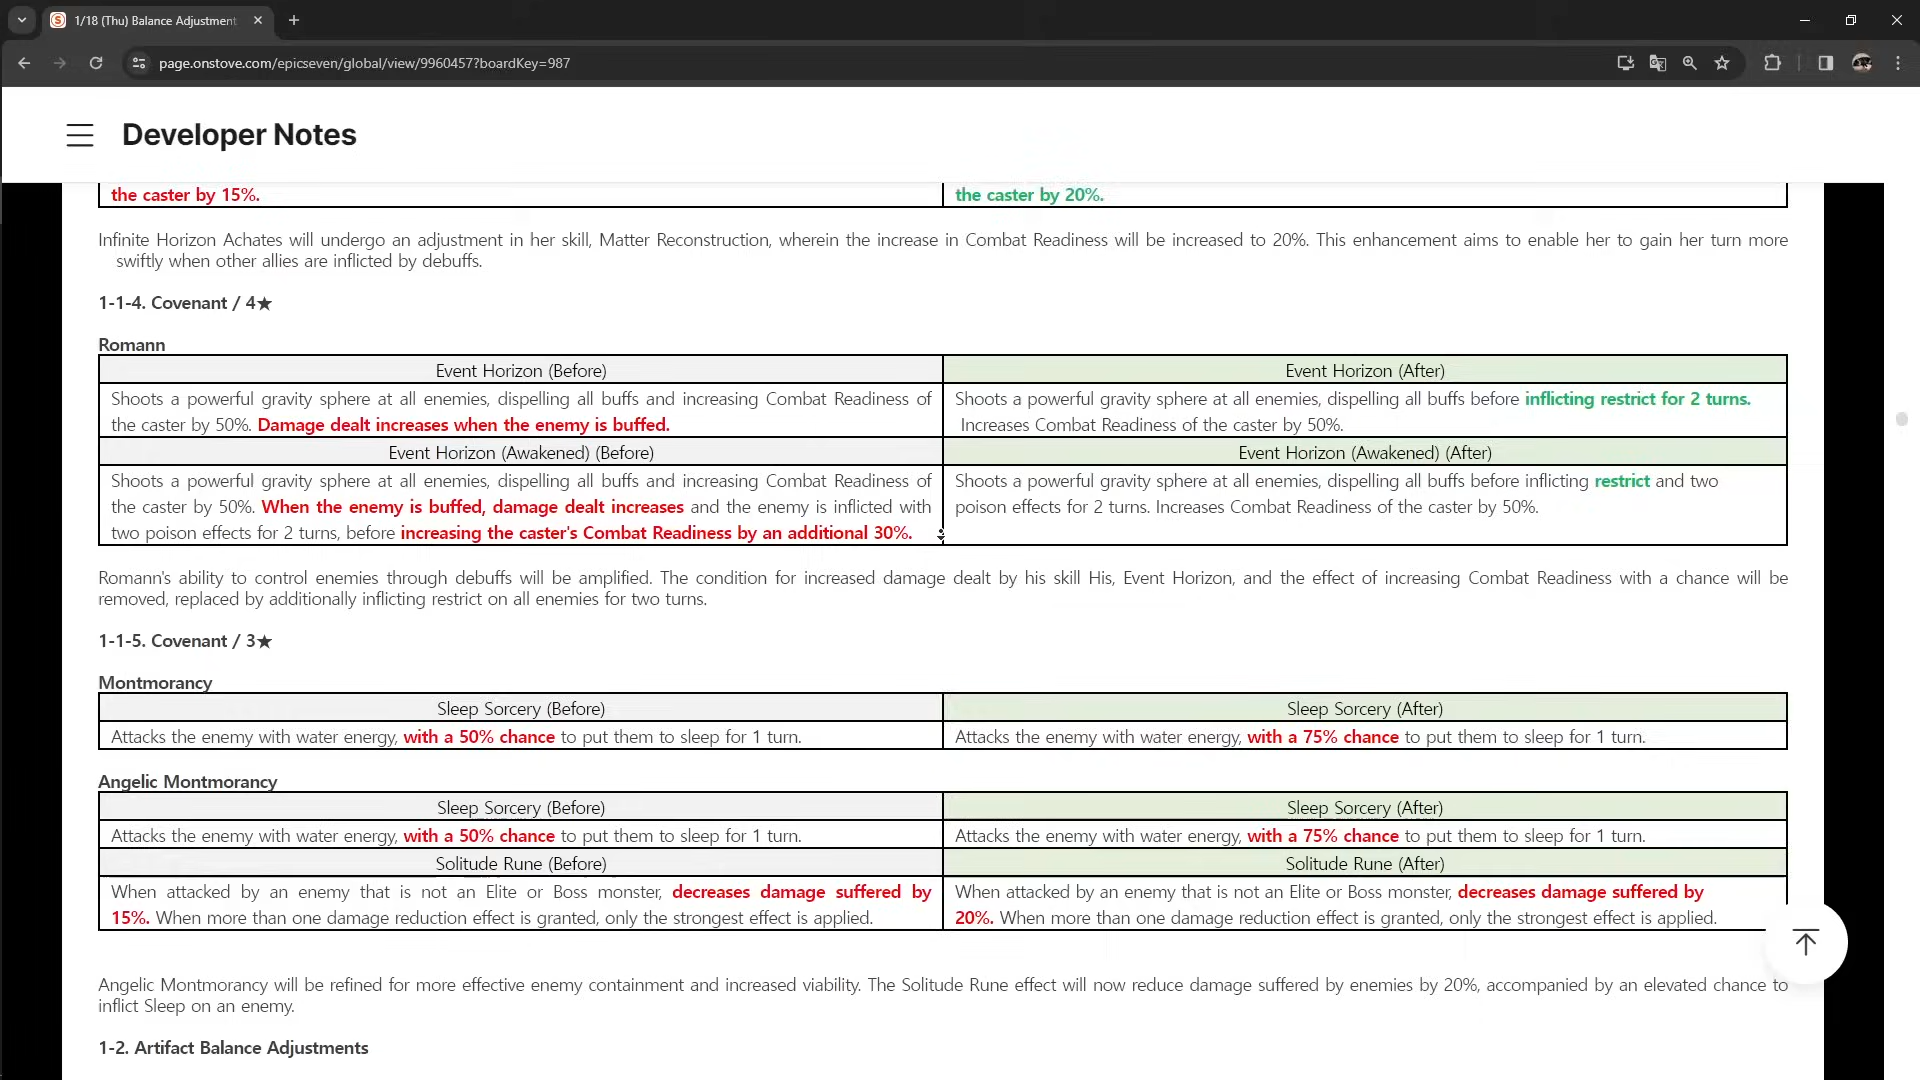 1/18 (Thu) Balance Adjustment
page.onstove.com/epicseven/global/view/9960457?boardKey=987
Developer Notes
the caster by 15%.
the caster by 20%.
Infinite Horizon Achates will undergo an adjustment in her skill, Matter Reconstruction, wherein the increase in Combat Readiness will be increased to 20%. This enhancement aims to enable her to gain her turn more
swiftly when other allies are inflicted by debuffs.
1-1-4. Covenant / 4★
Romann
Event Horizon (Before)
Event Horizon (After)
Shoots a powerful gravity sphere at all enemies, dispelling all buffs and increasing Combat Readiness of
the caster by 50%. Damage dealt increases when the enemy is buffed.
Shoots a powerful gravity sphere at all enemies, dispelling all buffs before inflicting restrict for 2 turns.
Increases Combat Readiness of the caster by 50%.
Event Horizon (Awakened) (Before)
Event Horizon (Awakened) (After)
Shoots a powerful gravity sphere at all enemies, dispelling all buffs and increasing Combat Readiness of
the caster by 50%. When the enemy is buffed, damage dealt increases and the enemy is inflicted with
two poison effects for 2 turns, before increasing the caster's Combat Readiness by an additional 30%.
Shoots a powerful gravity sphere at all enemies, dispelling all buffs before inflicting restrict and two
poison effects for 2 turns. Increases Combat Readiness of the caster by 50%.
Romann's ability to control enemies through debuffs will be amplified. The condition for increased damage dealt by his skill His, Event Horizon, and the effect of increasing Combat Readiness with a chance will be
removed, replaced by additionally inflicting restrict on all enemies for two turns.
1-1-5. Covenant / 3★
Montmorancy
Sleep Sorcery (Before)
Sleep Sorcery (After)
Attacks the enemy with water energy, with a 50% chance to put them to sleep for 1 turn.
Attacks the enemy with water energy, with a 75% chance to put them to sleep for 1 turn.
Angelic Montmorancy
Sleep Sorcery (Before)
Sleep Sorcery (After)
Attacks the enemy with water energy, with a 50% chance to put them to sleep for 1 turn.
Attacks the enemy with water energy, with a 75% chance to put them to sleep for 1 turn.
Solitude Rune (Before)
Solitude Rune (After)
When attacked by an enemy that is not an Elite or Boss monster, decreases damage suffered by
15%. When more than one damage reduction effect is granted, only the strongest effect is applied.
When attacked by an enemy that is not an Elite or Boss monster, decreases damage suffered by
20%. When more than one damage reduction effect is granted, only the strongest effect is applied.
Angelic Montmorancy will be refined for more effective enemy containment and increased viability. The Solitude Rune effect will now reduce damage suffered by enemies by 20%, accompanied by an elevated chance to
inflict Sleep on an enemy.
1-2. Artifact Balance Adjustments